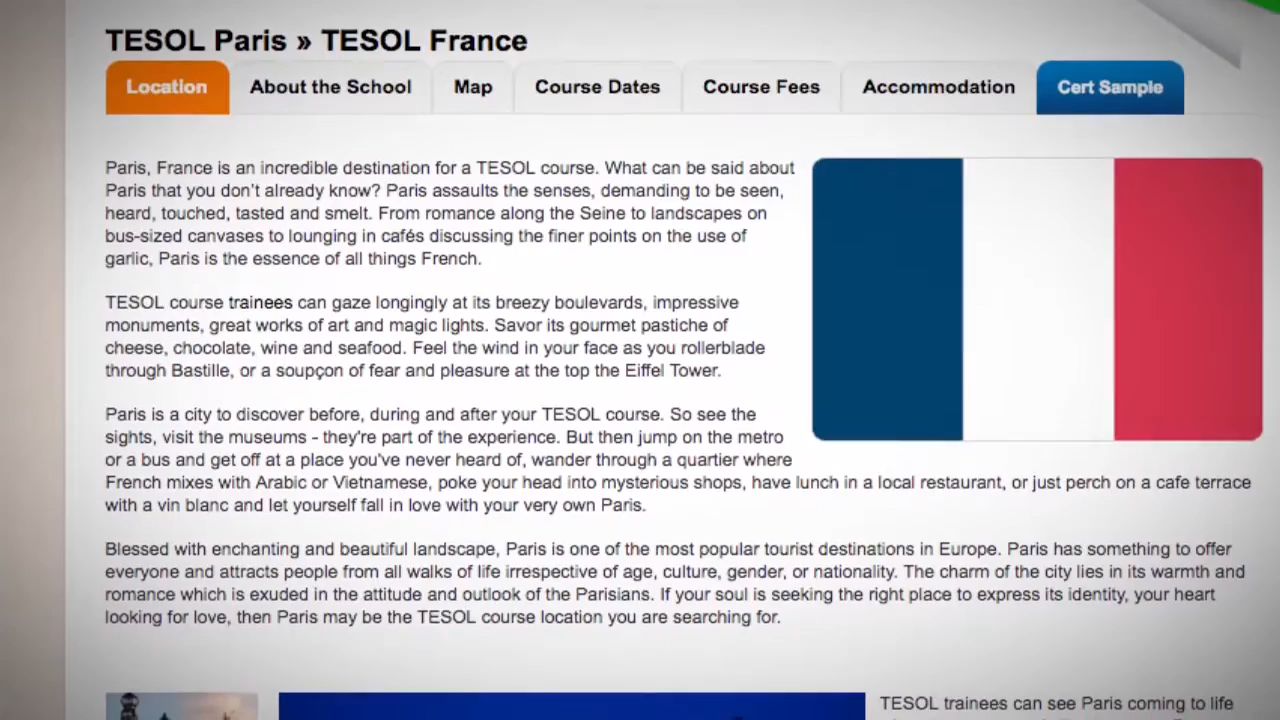 TESOL Paris » TESOL France
Location
About the School
Map
Course Dates
Course Fees
Accommodation
Cert Sample
Paris, France is an incredible destination for a TESOL course. What can be said about
Paris that you don't already know? Paris assaults the senses, demanding to be seen,
heard, touched, tasted and smelt. From romance along the Seine to landscapes on
bus-sized canvases to lounging in cafés discussing the finer points on the use of
garlic, Paris is the essence of all things French.
TESOL course trainees can gaze longingly at its breezy boulevards, impressive
monuments, great works of art and magic lights. Savor its gourmet pastiche of
cheese, chocolate, wine and seafood. Feel the wind in your face as you rollerblade
through Bastille, or a soupçon of fear and pleasure at the top the Eiffel Tower.
Paris is a city to discover before, during and after your TESOL course. So see the
sights, visit the museums - they're part of the experience. But then jump on the metro
or a bus and get off at a place you've never heard of, wander through a quartier where
French mixes with Arabic or Vietnamese, poke your head into mysterious shops, have lunch in a local restaurant, or just perch on a cafe terrace
with a vin blanc and let yourself fall in love with your very own Paris.
Blessed with enchanting and beautiful landscape, Paris is one of the most popular tourist destinations in Europe. Paris has something to offer
everyone and attracts people from all walks of life irrespective of age, culture, gender, or nationality. The charm of the city lies in its warmth and
romance which is exuded in the attitude and outlook of the Parisians. If your soul is seeking the right place to express its identity, your heart
looking for love, then Paris may be the TESOL course location you are searching for.
TESOL trainees can see Paris coming to life